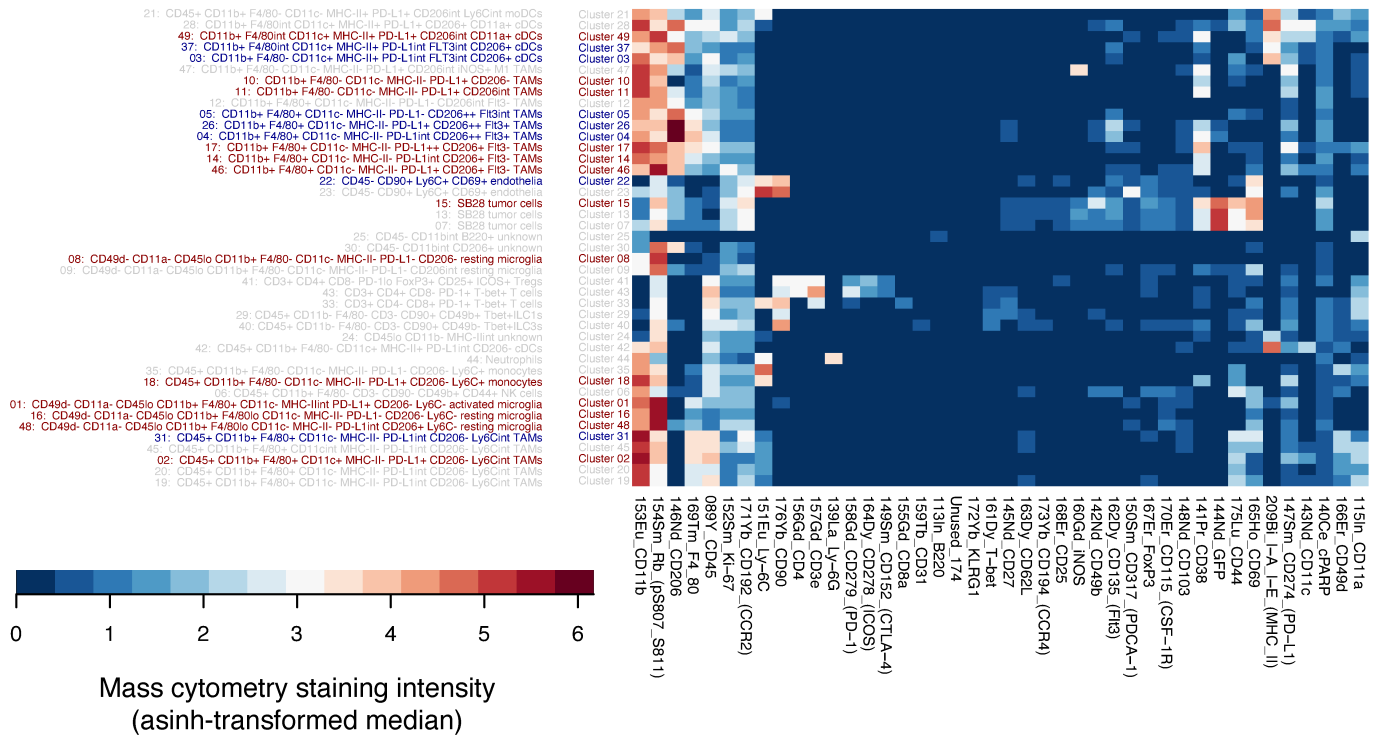 21: CD45+ CD11b+ F4/80- CD11c- MHC-II+ PD-L1- CD206int Ly6Cint moDCs
28: CD11b+ F4/80int CD11c+ MHC-II+ PD-L1- CD206+ CD11a+ cDCs
49: CD11b+ F4/80int CD11c+ MHC-II+ PD-L1+ CD206int CD11a+ cDCs
37: CD11b+ F4/80int CD11c+ MHC-II+ PD-L1int FLT3int CD206+ cDCs
03: CD11b+ F4/80- CD11c+ MHC-II+ PD-L1int FLT3int CD206+ cDCs
47: CD11b+ F4/80- CD11c- MHC-II- PD-L1+ CD206int iNOS+ M1 TAMs
10: CD11b+ F4/80- CD11c- MHC-II- PD-L1+ CD206- TAMs
11: CD11b+ F4/80- CD11c- MHC-II- PD-L1+ CD206int TAMs
12: CD11b+ F4/80+ CD11c- MHC-II- PD-L1- CD206int Flt3- TAMs
05: CD11b+ F4/80+ CD11c- MHC-II- PD-L1- CD206++ Flt3int TAMs
26: CD11b+ F4/80+ CD11c- MHC-II- PD-L1+ CD206++ Flt3+ TAMs
04: CD11b+ F4/80+ CD11c- MHC-II- PD-L1int CD206++ Flt3+ TAMs
17: CD11b+ F4/80+ CD11c- MHC-II- PD-L1++ CD206+ Flt3- TAMs
14: CD11b+ F4/80+ CD11c- MHC-II- PD-L1int CD206+ Flt3- TAMs
46: CD11b+ F4/80+ CD11c- MHC-II- PD-L1+ CD206+ Flt3- TAMs
22: CD45- CD90+ Ly6C+ CD69+ endothelia
23: CD45- CD90+ Ly6C+ CD69+ endothelia
15: SB28 tumor cells
13: SB28 tumor cells
07: SB28 tumor cells
25: CD45- CD11bint B220+ unknown
30: CD45- CD11bint CD206+ unknown
08: CD49d- CD11a- CD45lo CD11b+ F4/80- CD11c- MHC-II- PD-L1- CD206- resting microglia
09: CD49d- CD11a- CD45lo CD11b+ F4/80- CD11c- MHC-II- PD-L1- CD206int resting microglia
41: CD3+ CD4+ CD8- PD-1lo FoxP3+ CD25+ ICOS+ Tregs
43: CD3+ CD4+ CD8- PD-1+ T-bet+ T cells
33: CD3+ CD4- CD8+ PD-1+ T-bet+ T cells
29: CD45+ CD11b- F4/80- CD3- CD90+ CD49b+ Tbet+ILC1s
40: CD45+ CD11b- F4/80- CD3- CD90+ CD49b- Tbet+ILC3s
24: CD45lo CD11b- MHC-IIint unknown
42: CD45+ CD11b+ F4/80- CD11c+ MHC-II+ PD-L1int CD206- cDCs
44: Neutrophils
35: CD45+ CD11b+ F4/80- CD11c- MHC-II- PD-L1- CD206- Ly6C+ monocytes
18: CD45+ CD11b+ F4/80- CD11c- MHC-II- PD-L1+ CD206- Ly6C+ monocytes
06: CD45+ CD11b+ F4/80- CD3- CD90- CD49b+ CD44+ NK cells
01: CD49d- CD11a- CD45lo CD11b+ F4/80+ CD11c- MHC-IIint PD-L1+ CD206- Ly6C- activated microglia
16: CD49d- CD11a- CD45lo CD11b+ F4/80lo CD11c- MHC-II- PD-L1- CD206- Ly6C- resting microglia
48: CD49d- CD11a- CD45lo CD11b+ F4/80lo CD11c- MHC-II- PD-L1+ CD206- Ly6C- resting microglia
31: CD45+ CD11b+ F4/80+ CD11c+ MHC-II- PD-L1int CD206- Ly6Cint TAMs
45: CD45+ CD11b+ F4/80+ CD11cint MHC-II- PD-L1int CD206- Ly6Cint TAMs
02: CD45+ CD11b+ F4/80+ CD11c+ MHC-II- PD-L1+ CD206- Ly6Cint TAMs
20: CD45+ CD11b+ F4/80+ CD11c- MHC-II- PD-L1- CD206- Ly6Cint TAMs
19: CD45+ CD11b+ F4/80+ CD11c- MHC-II- PD-L1int CD206- Ly6Cint TAMs
Cluster 21
Cluster 28
Cluster 49
Cluster 37
Cluster 03
Cluster 47
Cluster 10
Cluster 11
Cluster 12
Cluster 05
Cluster 26
Cluster 04
Cluster 17
Cluster 14
Cluster 46
Cluster 22
Cluster 23
Cluster 15
Cluster 13
Cluster 07
Cluster 25
Cluster 30
Cluster 08
Cluster 09
Cluster 41
Cluster 43
Cluster 33
Cluster 29
Cluster 40
Cluster 24
Cluster 42
Cluster 44
Cluster 35
Cluster 18
Cluster 06
Cluster 01
Cluster 16
Cluster 48
Cluster 31
Cluster 45
Cluster 02
Cluster 20
Cluster 19
153Eu_CD11b
154Sm_Rb_(pS807_S811)
146Nd_CD206
169Tm_F4_80
089Y_CD45
152Sm_Ki-67
171Yb_CD192_(CCR2)
151Eu_Ly-6C
176Yb_CD90
156Gd_CD4
157Gd_CD3e
139La_Ly-6G
158Gd_CD279_(PD-1)
164Dy_CD278_(ICOS)
149Sm_CD152_(CTLA-4)
155Gd_CD8a
159Tb_CD31
113In_B220
Unused_174
172Yb_KLRG1
161Dy_T-bet
145Nd_CD27
163Dy_CD62L
173Yb_CD194_(CCR4)
168Er_CD25
160Gd_iNOS
142Nd_CD49b
162Dy_CD135_(Flt3)
150Sm_CD317_(PDCA-1)
167Er_FoxP3
170Er_CD115_(CSF-1R)
148Nd_CD103
141Pr_CD38
144Nd_GFP
175Lu_CD44
165Ho_CD69
209Bi_I-A_I-E_(MHC_II)
147Sm_CD274_(PD-L1)
143Nd_CD11c
140Ce_cPARP
166Er_CD49d
115In_CD11a
0 1 2 3 4 5 6
Mass cytometry staining intensity
(asinh-transformed median)